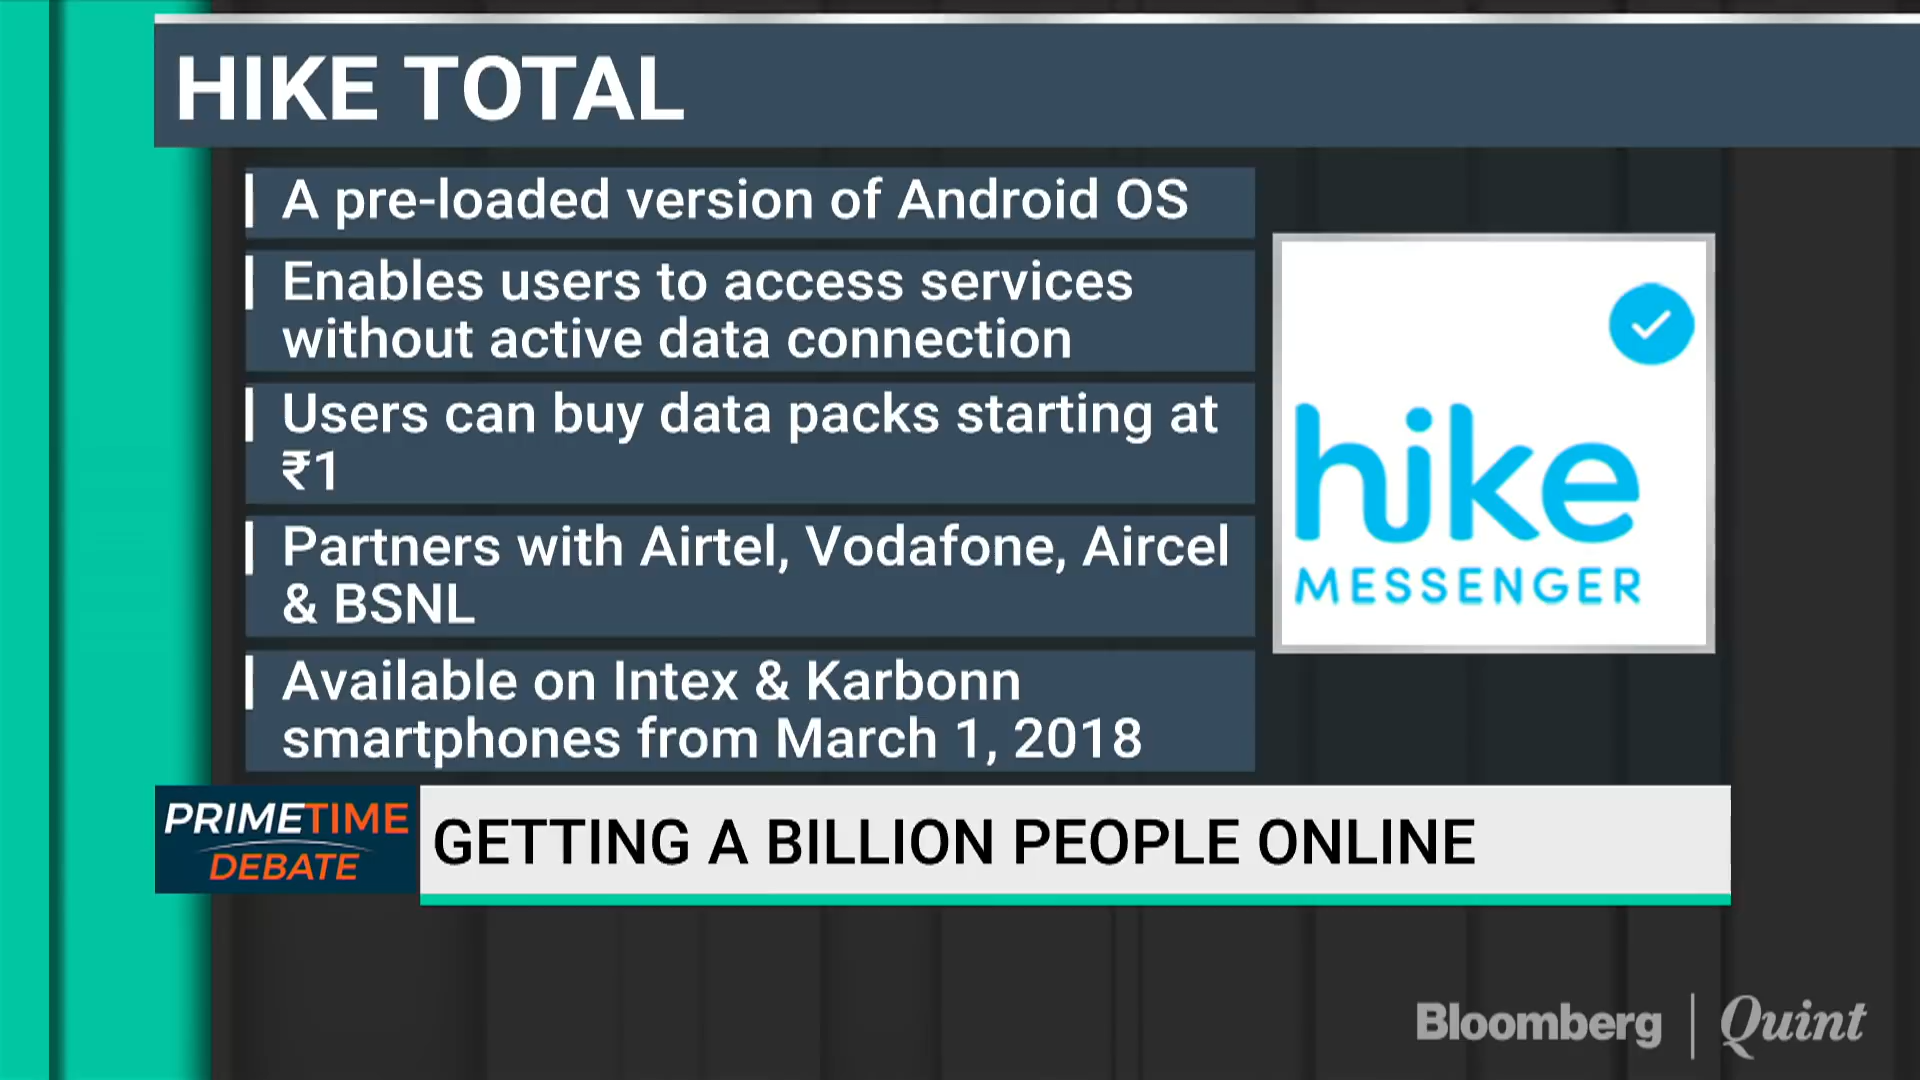 HIKE TOTAL
A pre-loaded version of Android OS
Enables users to access services
without active data connection
Users can buy data packs starting at
₹1
Partners with Airtel, Vodafone, Aircel
& BSNL
Available on Intex & Karbonn
smartphones from March 1, 2018
hike
MESSENGER
PRIMETIME
DEBATE
GETTING A BILLION PEOPLE ONLINE
Bloomberg | Quint